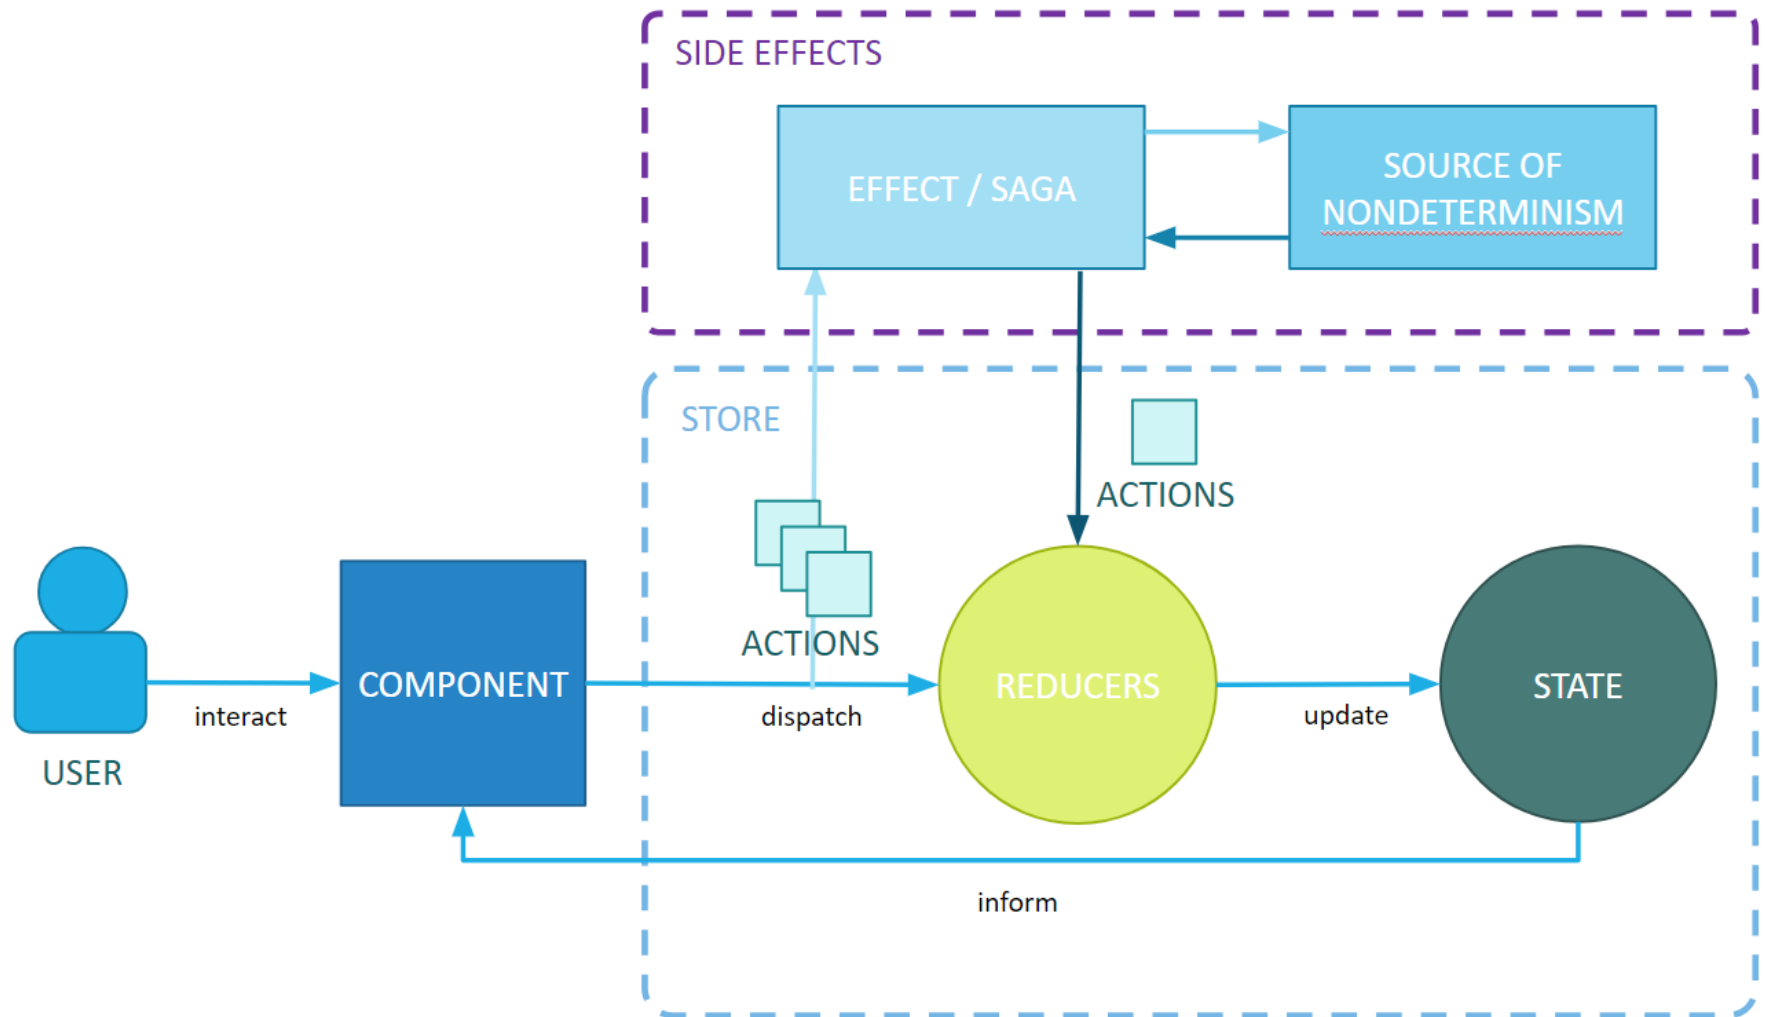 SIDE EFFECTS
EFFECT / SAGA
SOURCE OF
NONDETERMINISM
STORE
ACTIONS
ACTIONS
COMPONENT
REDUCERS
STATE
interact
dispatch
update
USER
inform